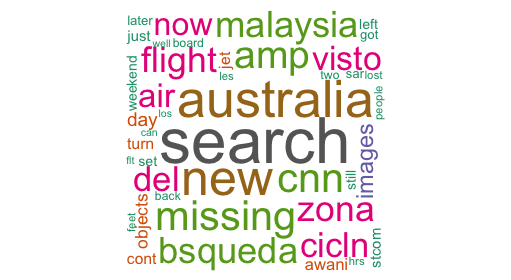 later now malaysia left
just well board got
flight jet amp visto
weekend les two sar lost
air australia people
day los
can search
turn
flt set images
del new cnn still
back
feet objects missing zona
cont bsqueda cicln stcom
awani hrs